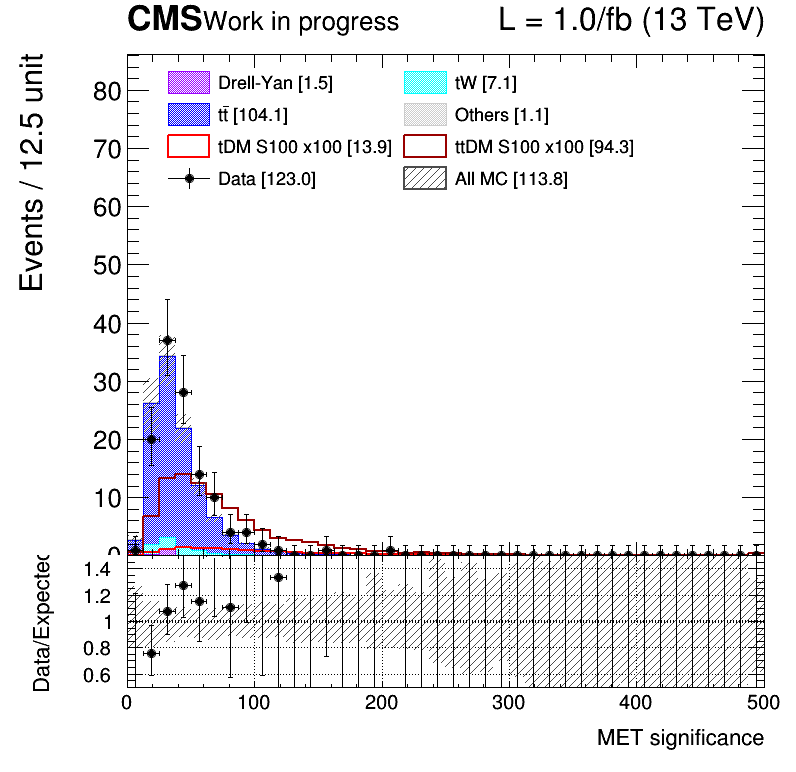 CMS Work in progress L = 1.0/fb (13 TeV)
Events / 12.5 unit
80
70
60
50
40
30
20
10
0
Drell-Yan [1.5] tW [7.1]
tt̄ [104.1] Others [1.1]
tDM S100 x100 [13.9] ttDM S100 x100 [94.3]
Data [123.0] All MC [113.8]
Data/Expected
1.4
1.2
1
0.8
0.6
0 100 200 300 400 500
MET significance